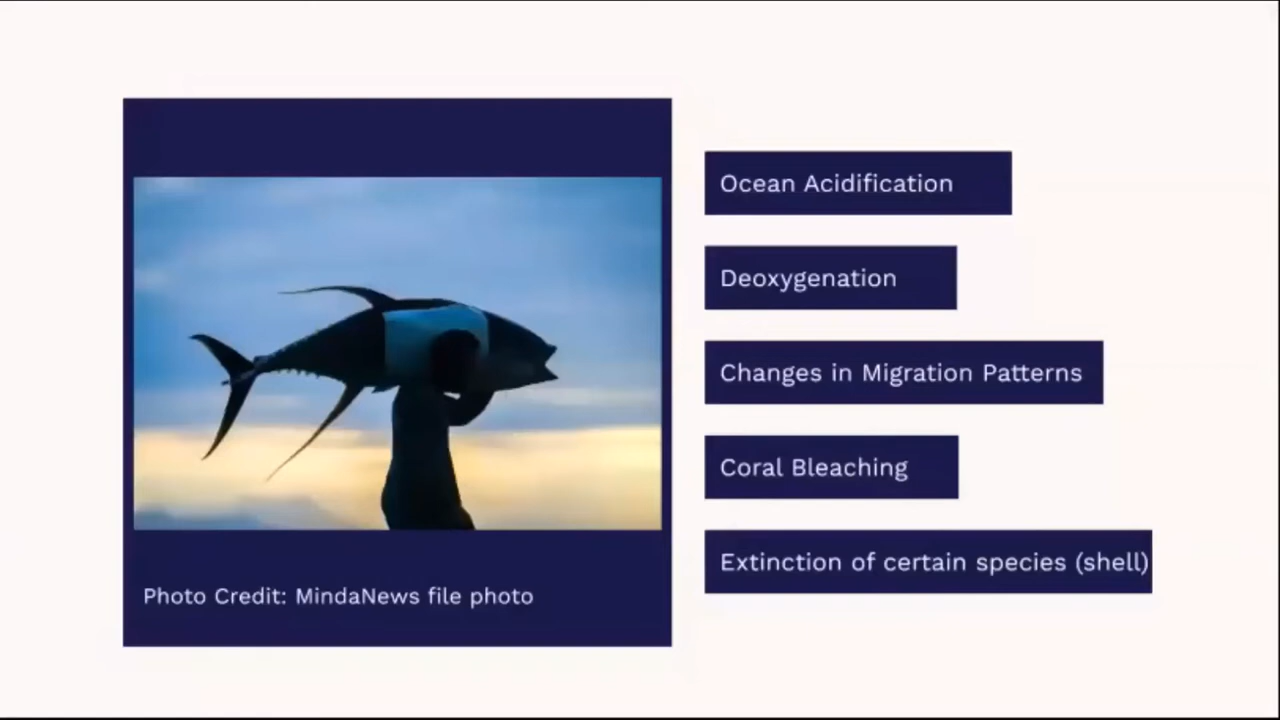 Ocean Acidification
Deoxygenation
Changes in Migration Patterns
Coral Bleaching
Extinction of certain species (shell)
Photo Credit: MindaNews file photo